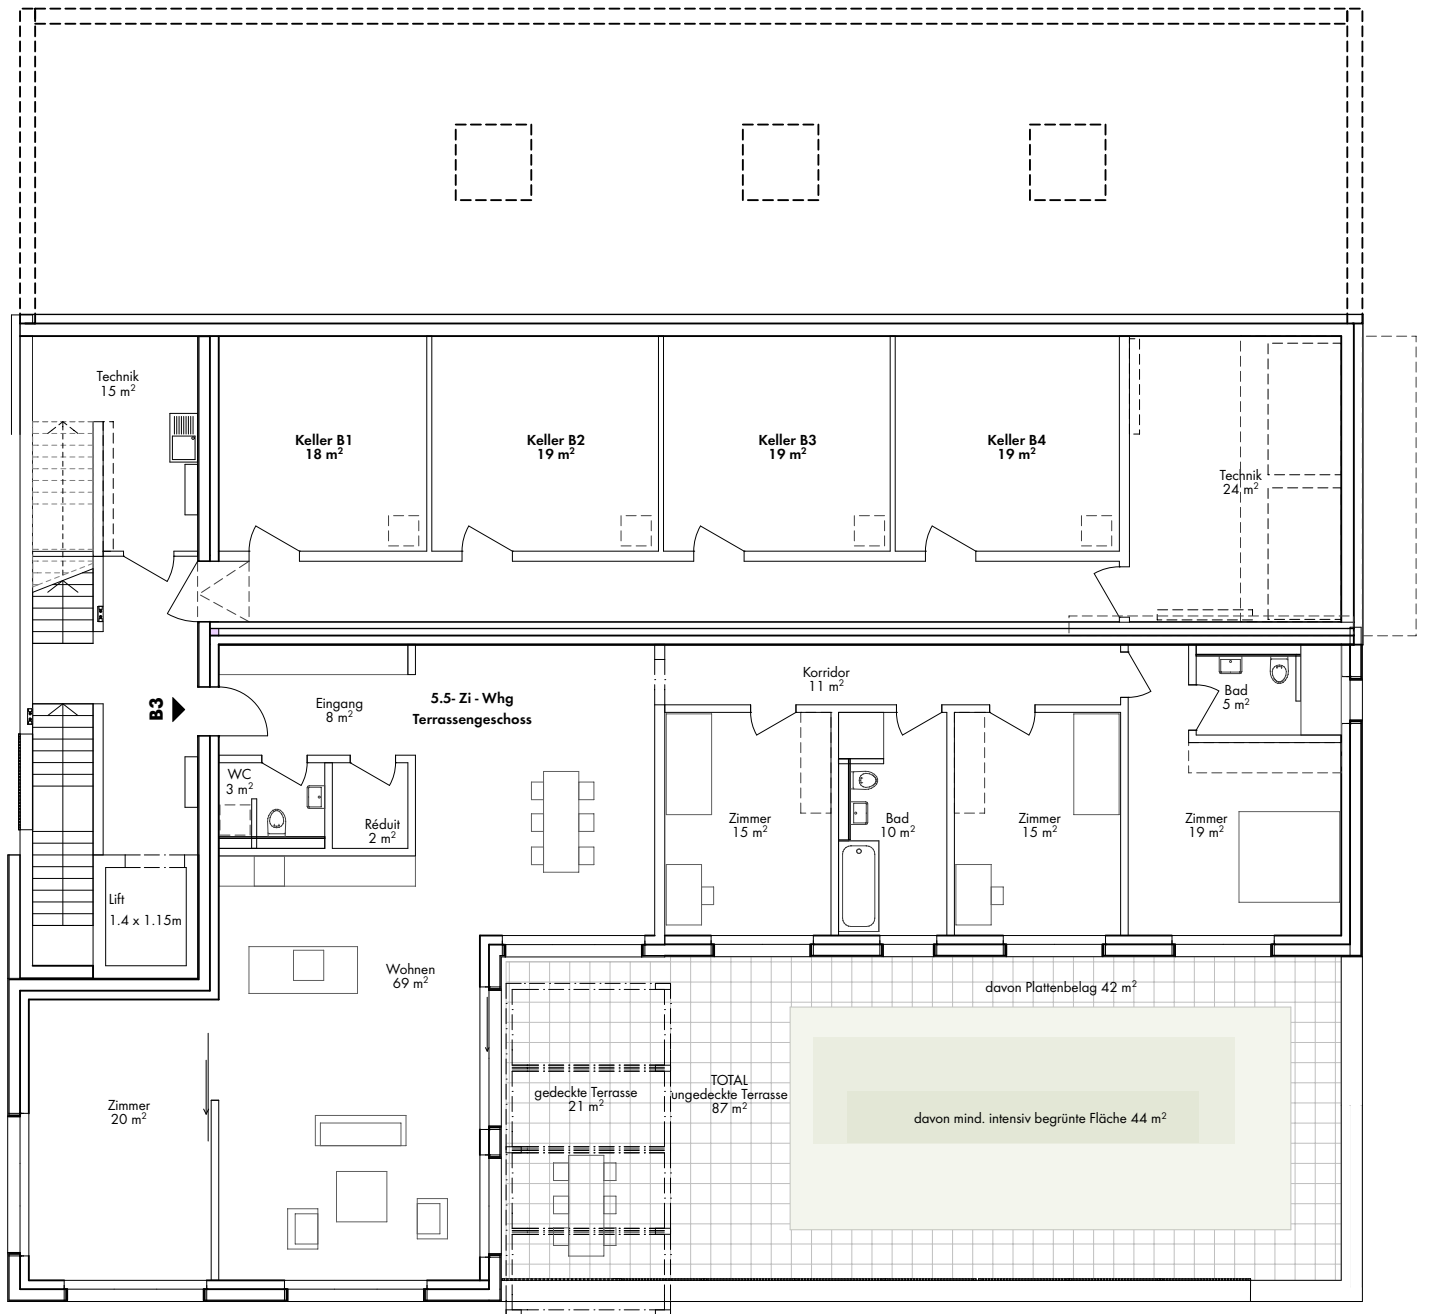 Technik
15 m²
Keller B1
18 m²
Keller B2
19 m²
Keller B3
19 m²
Keller B4
19 m²
Technik
24 m²
B3
Eingang
8 m²
5.5- Zi - Whg
Terrassengeschoss
Korridor
11 m²
Bad
5 m²
WC
3 m²
Réduit
2 m²
Zimmer
15 m²
Bad
10 m²
Zimmer
15 m²
Zimmer
19 m²
Lift
1.4 x 1.15m
Wohnen
69 m²
davon Plattenbelag 42 m²
Zimmer
20 m²
gedeckte Terrasse
21 m²
TOTAL
ungedeckte Terrasse
87 m²
davon mind. intensiv begrünte Fläche 44 m²